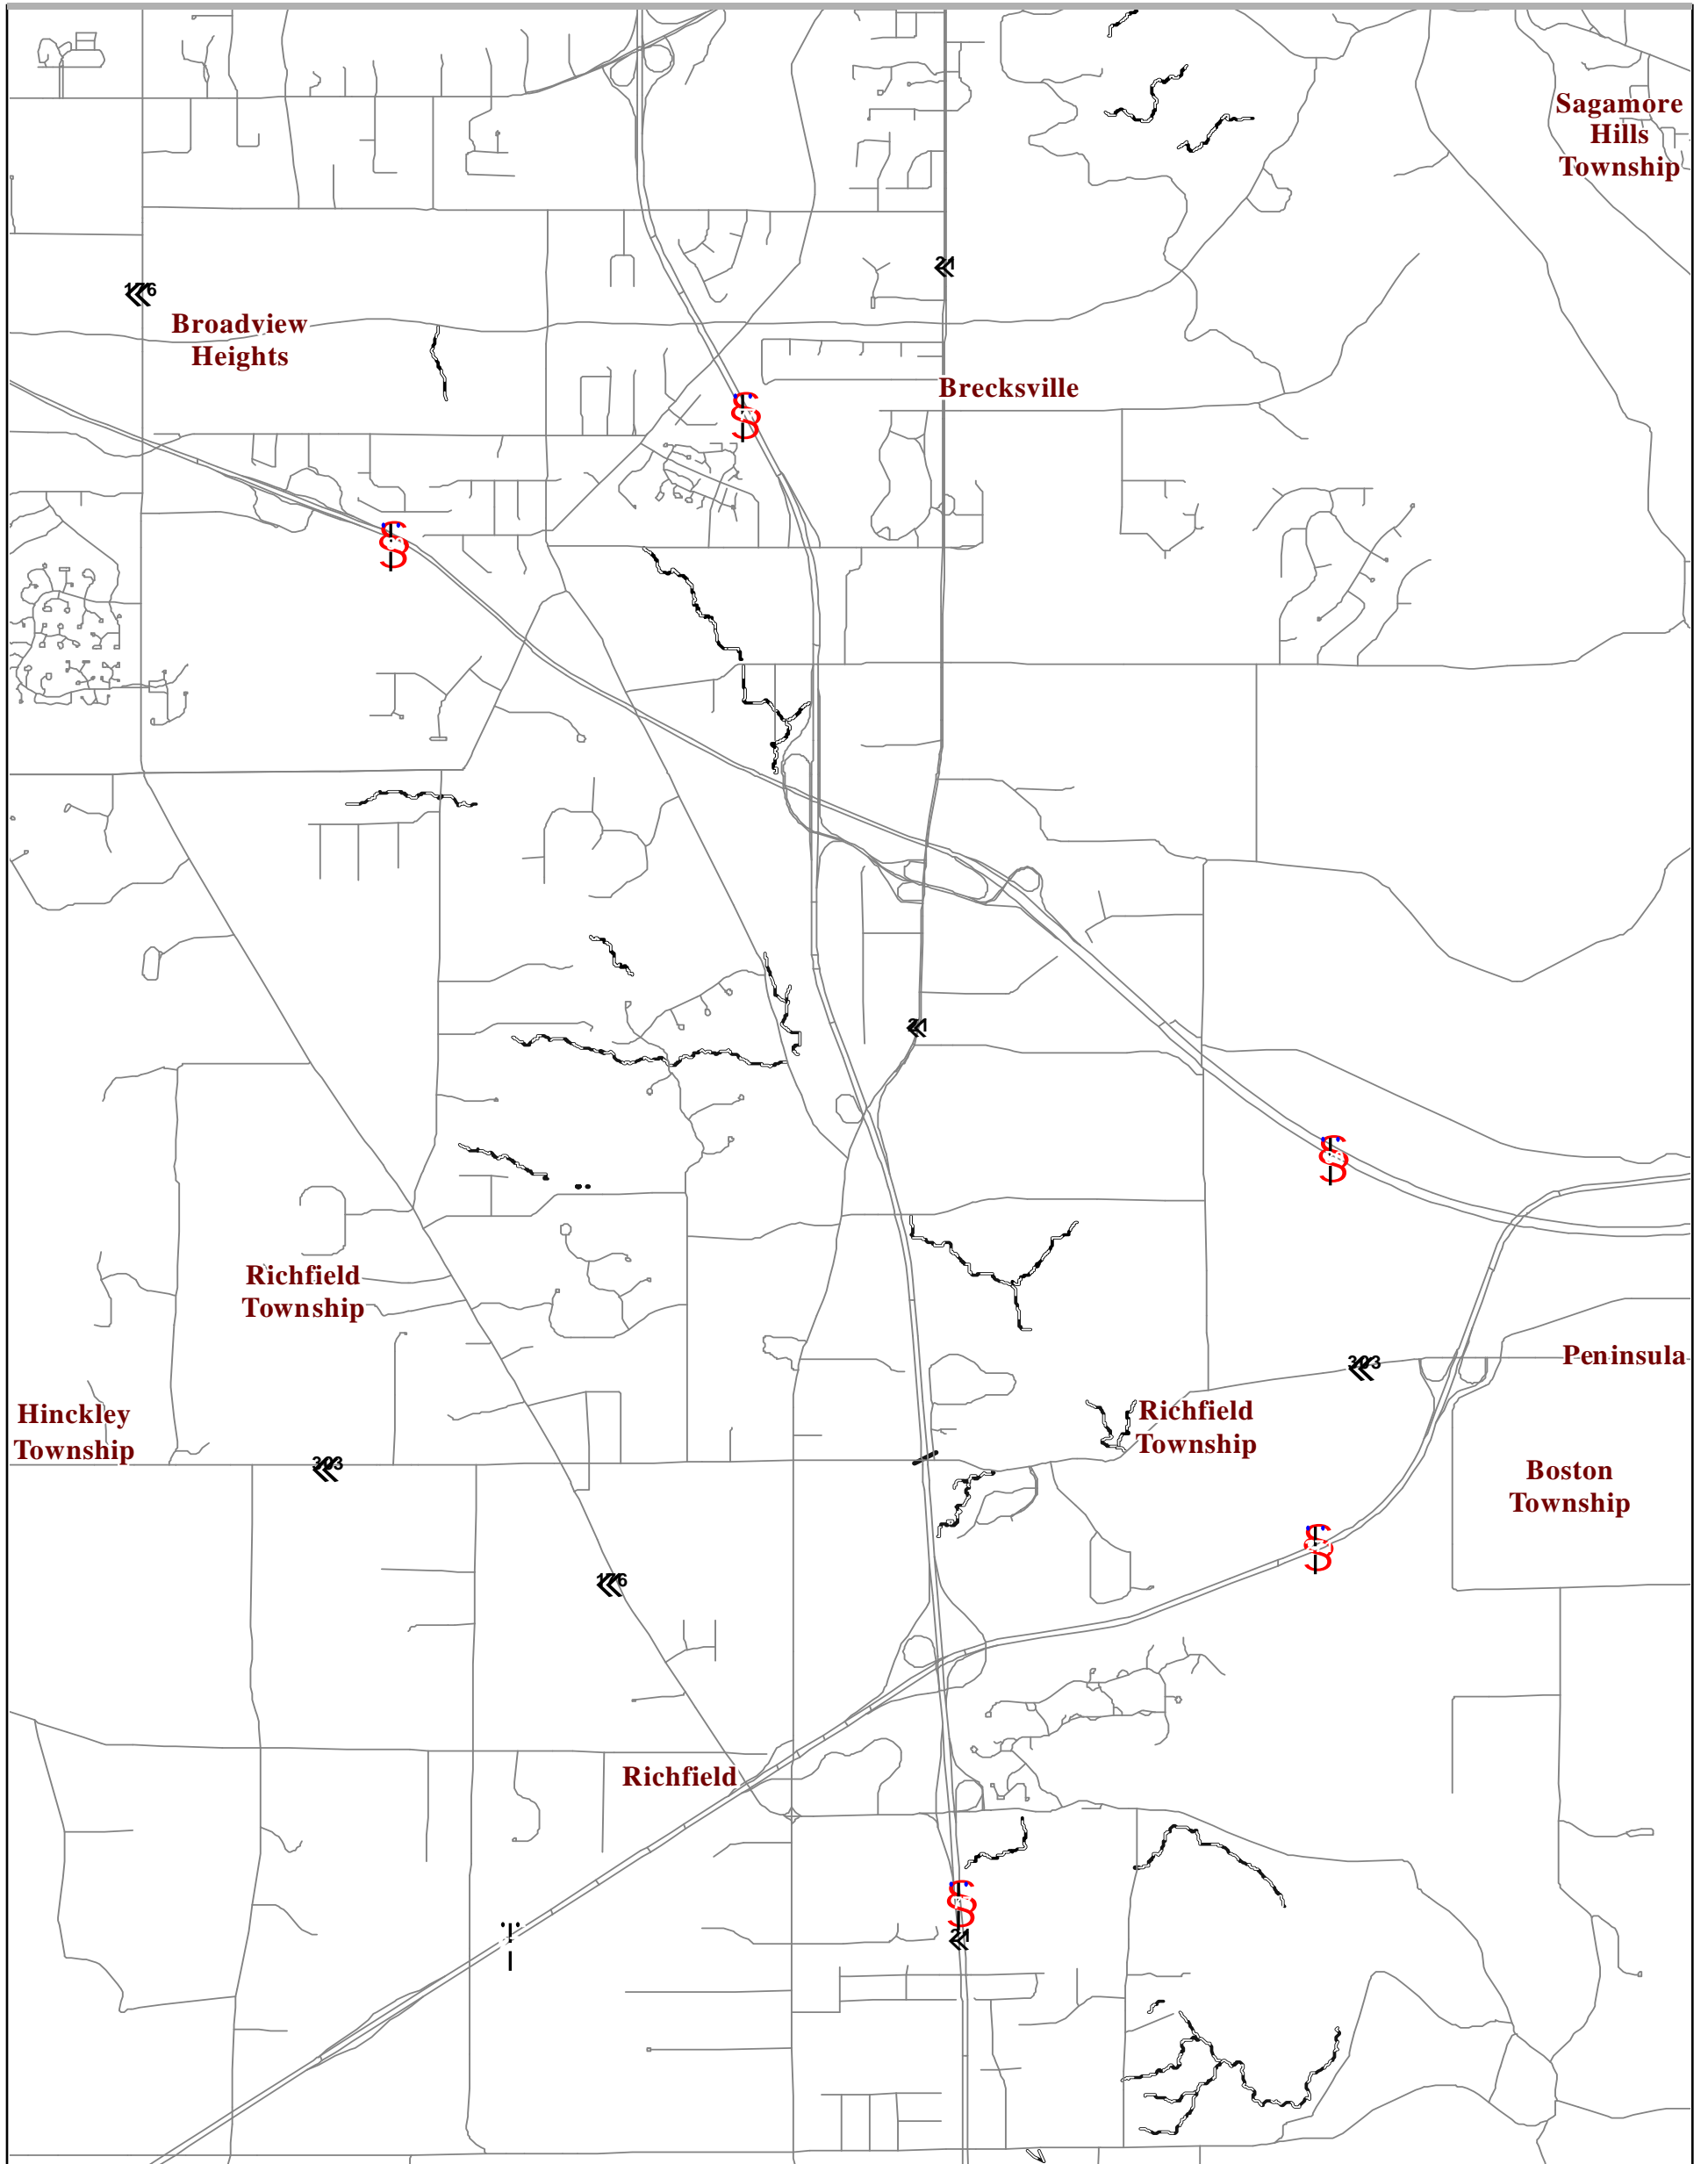 Sagamore
Hills
Township
21
176
Broadview
Heights
Brecksville
21
Richfield
Township
303
Peninsula
Hinckley
Township
Richfield
Township
303
Boston
Township
176
Richfield
21